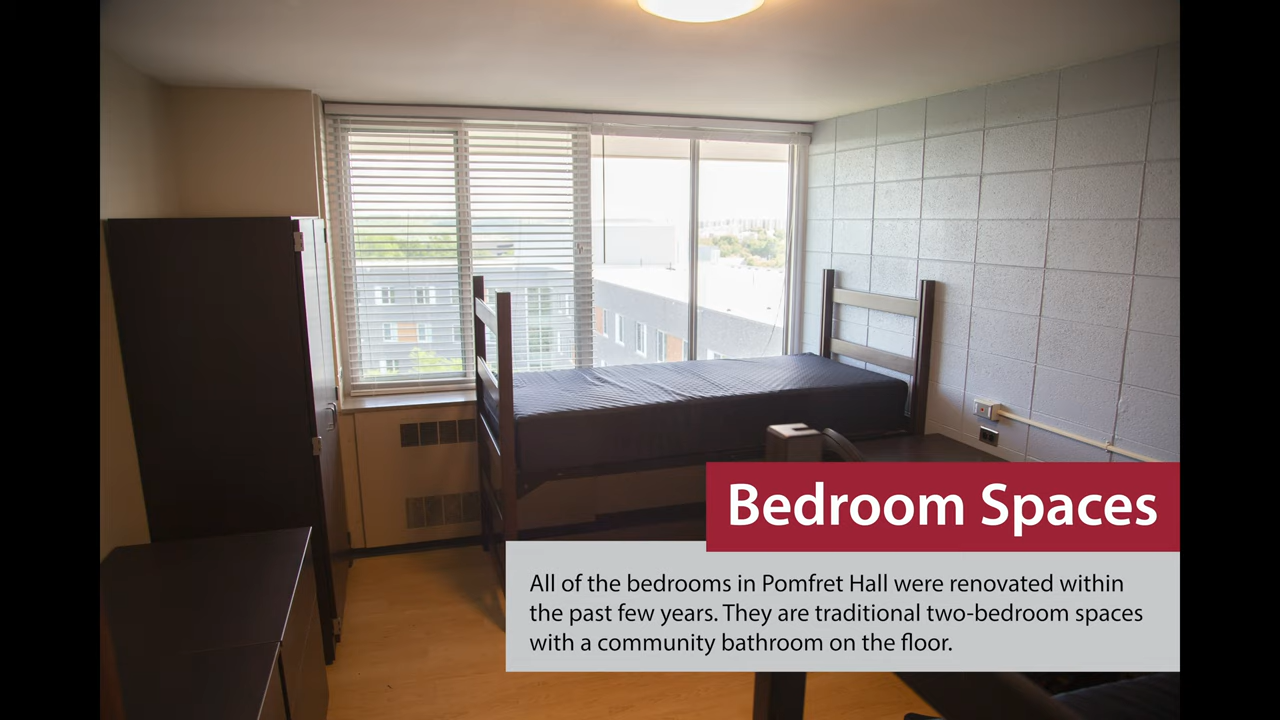 Bedroom Spaces
All of the bedrooms in Pomfret Hall were renovated within
the past few years. They are traditional two-bedroom spaces
with a community bathroom on the floor.